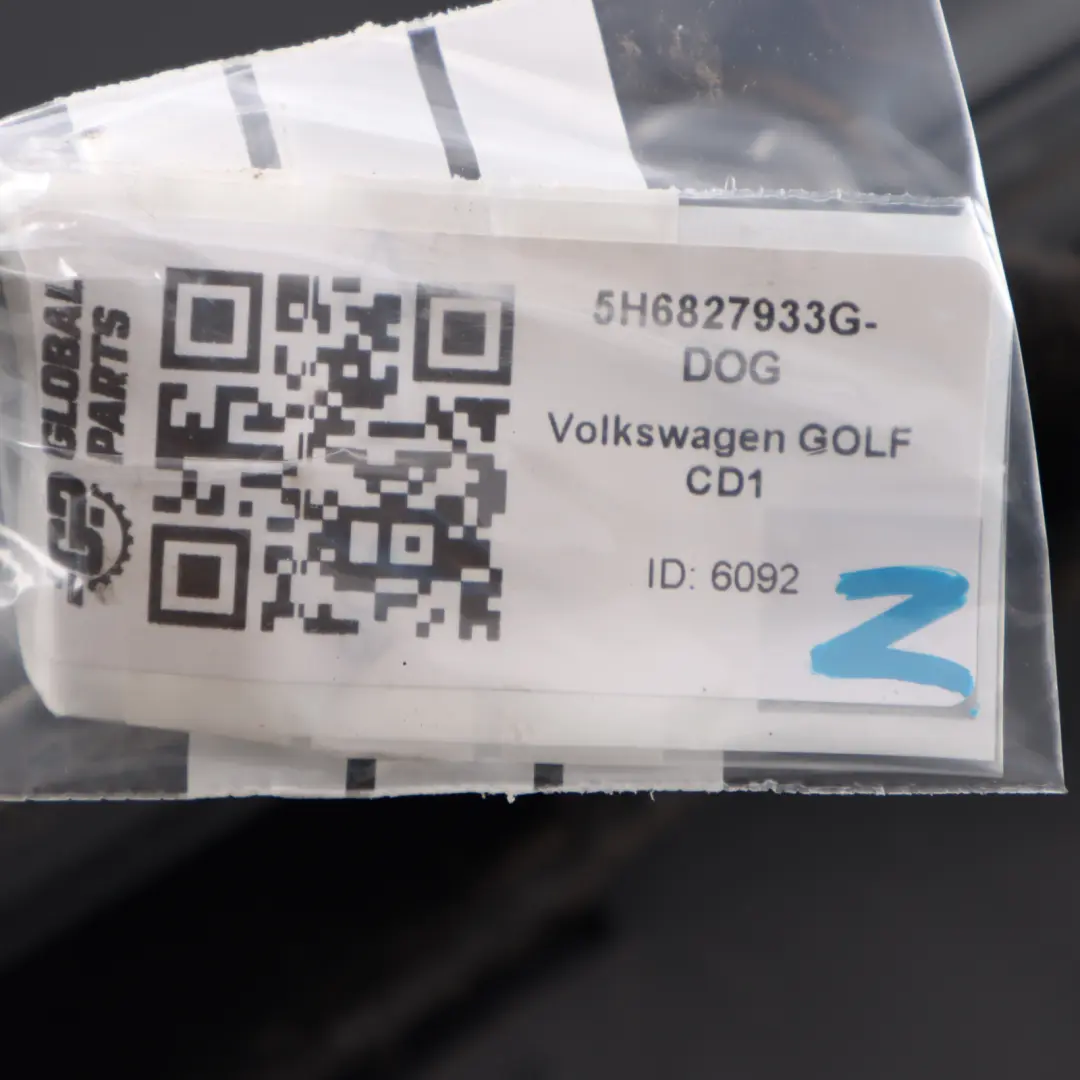 GLOBAL
PARTS
5H6827933G-
DOG
Volkswagen GOLF
CD1
ID: 6092
N